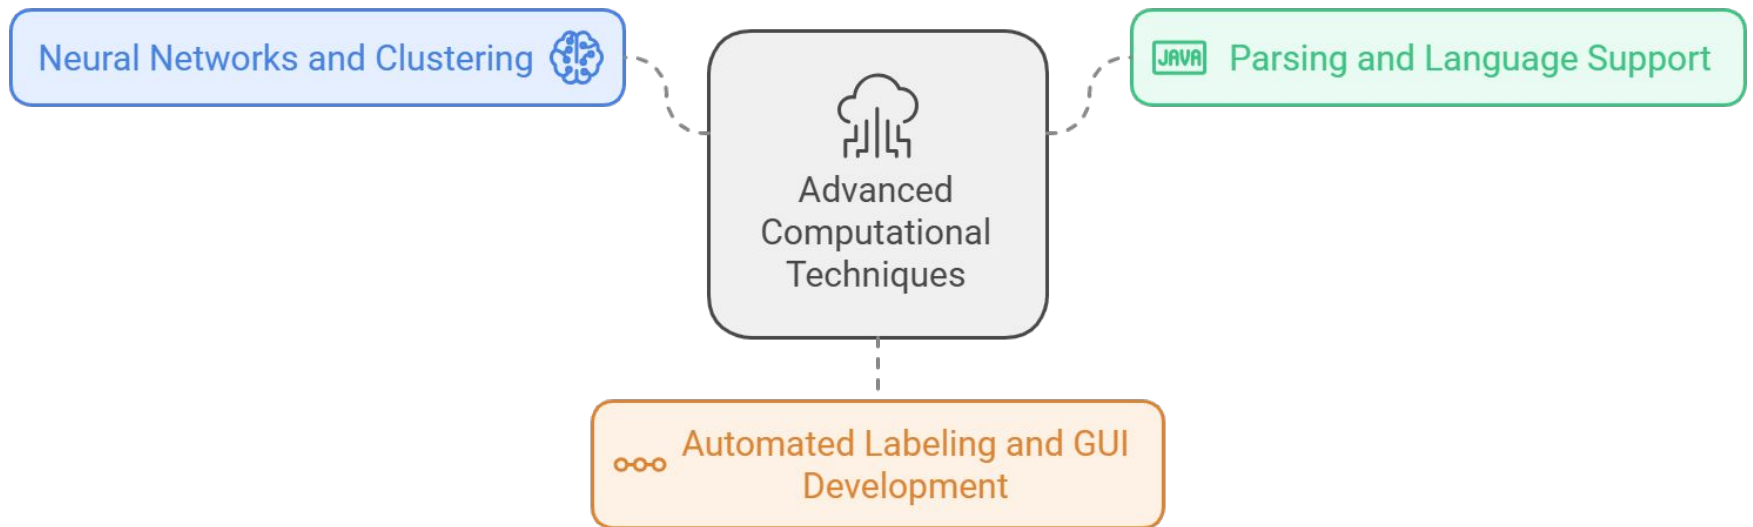 Neural Networks and Clustering
JAVA
Parsing and Language Support
Advanced
Computational
Techniques
Automated Labeling and GUI
Development